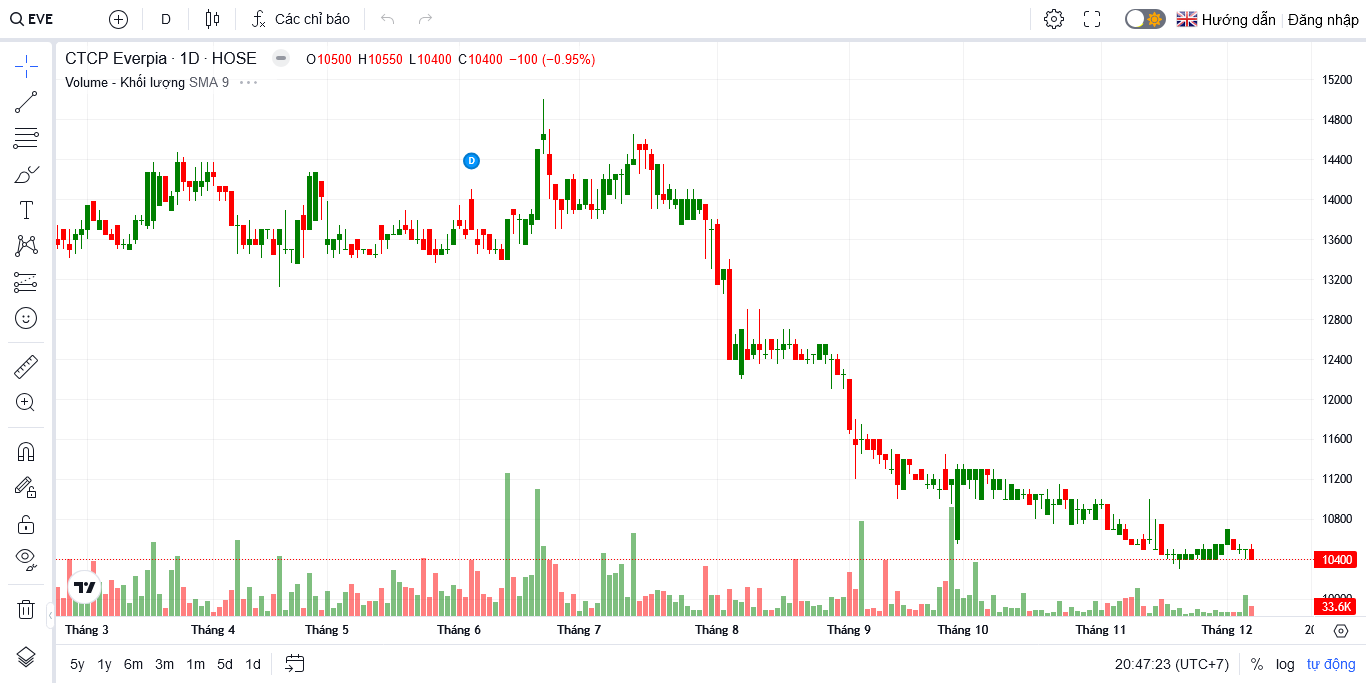 EVE D Các chỉ báo Hướng dẫn Đăng nhập
CTCP Everpia · 1D · HOSE O10500 H10550 L10400 C10400 −100 (−0.95%)
Volume - Khối lượng SMA 9
D
15200
14800
14400
14000
13600
13200
12800
12400
12000
11600
11200
10800
10400
10000
33.6K
Tháng 3 Tháng 4 Tháng 5 Tháng 6 Tháng 7 Tháng 8 Tháng 9 Tháng 10 Tháng 11 Tháng 12
5y 1y 6m 3m 1m 5d 1d 20:47:23 (UTC+7) % log tự động